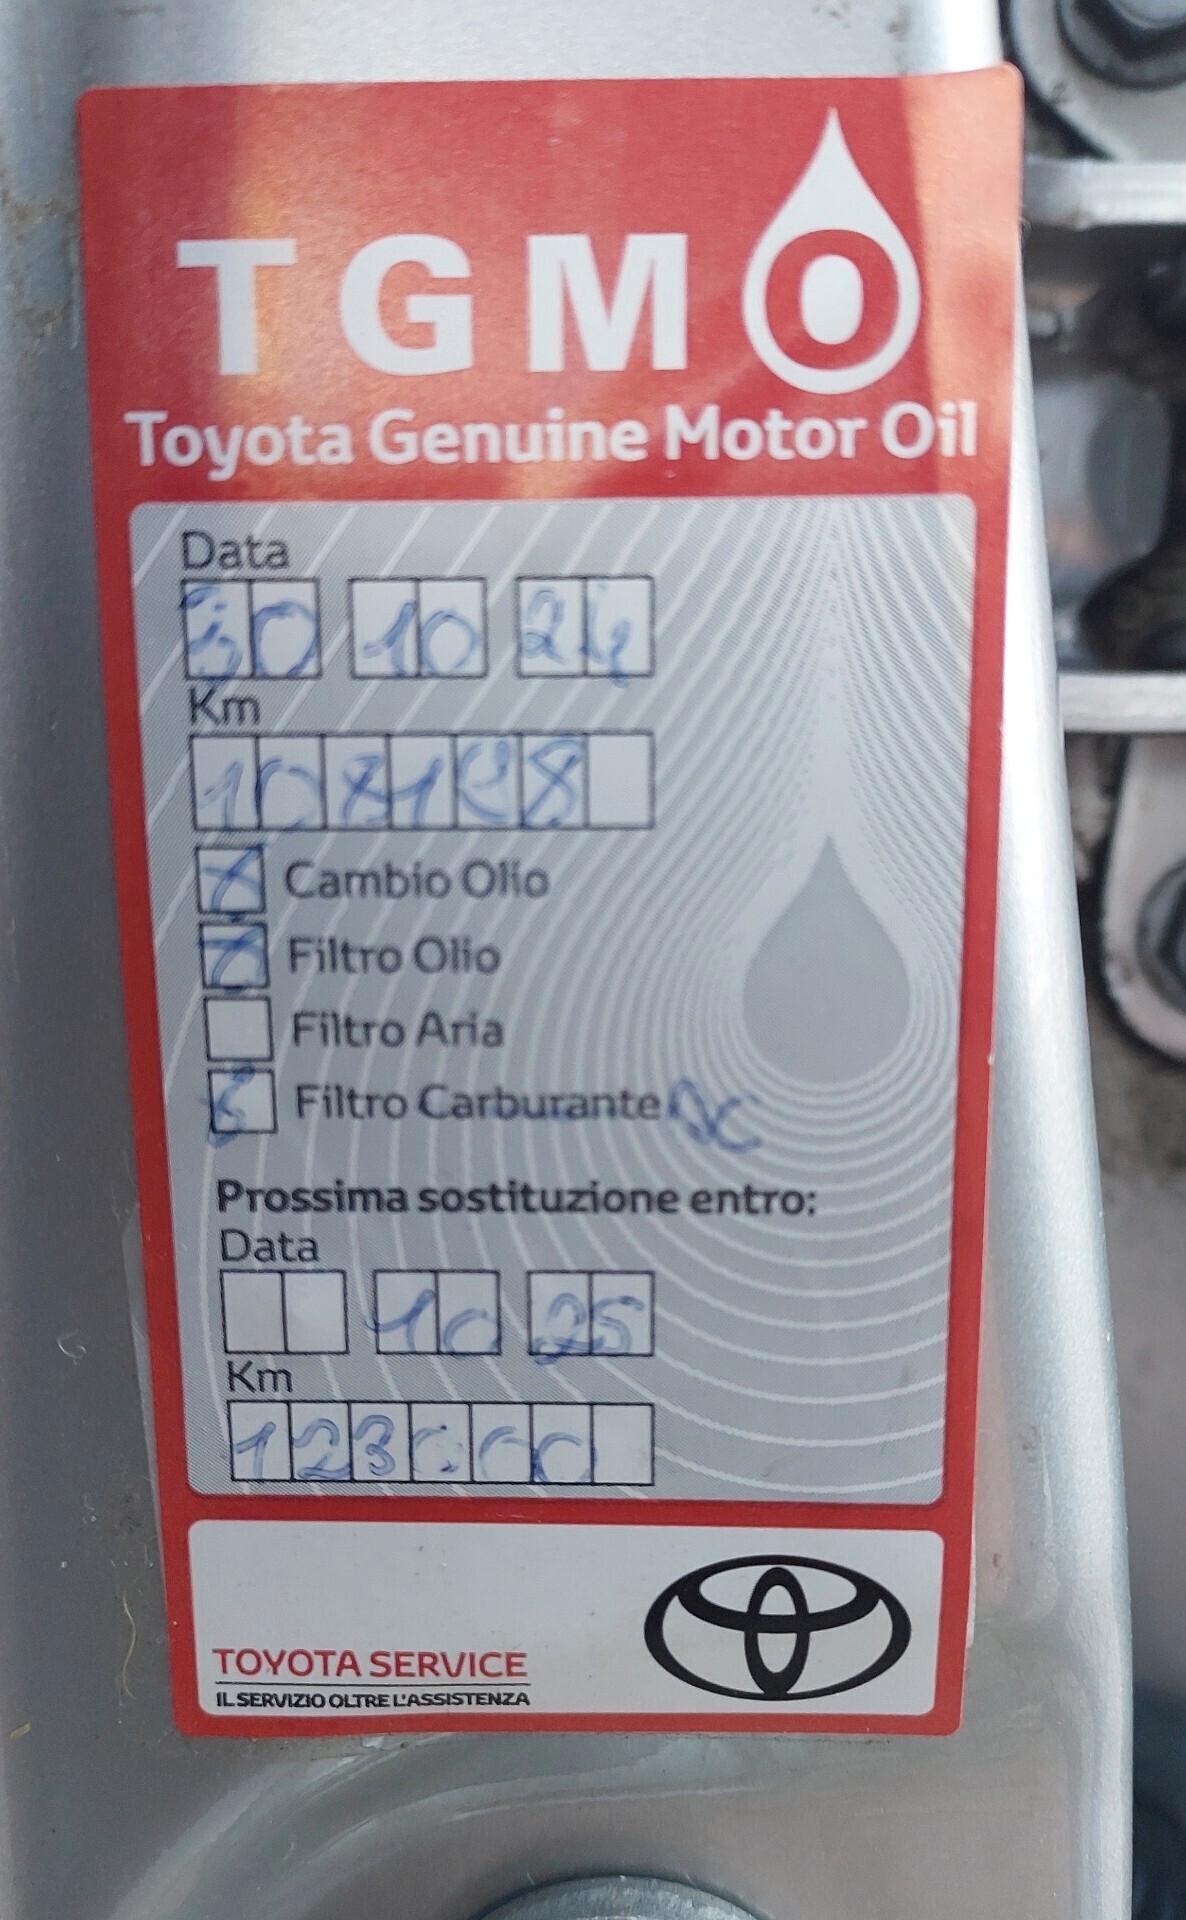 TGMO
Toyota Genuine Motor Oil
Data
30 10 24
Km
X Cambio Olio
X Filtro Olio
Filtro Aria
X Filtro Carburante
Prossima sostituzione entro:
Data
10 25
Km
123000
TOYOTA SERVICE
IL SERVIZIO OLTRE L'ASSISTENZA